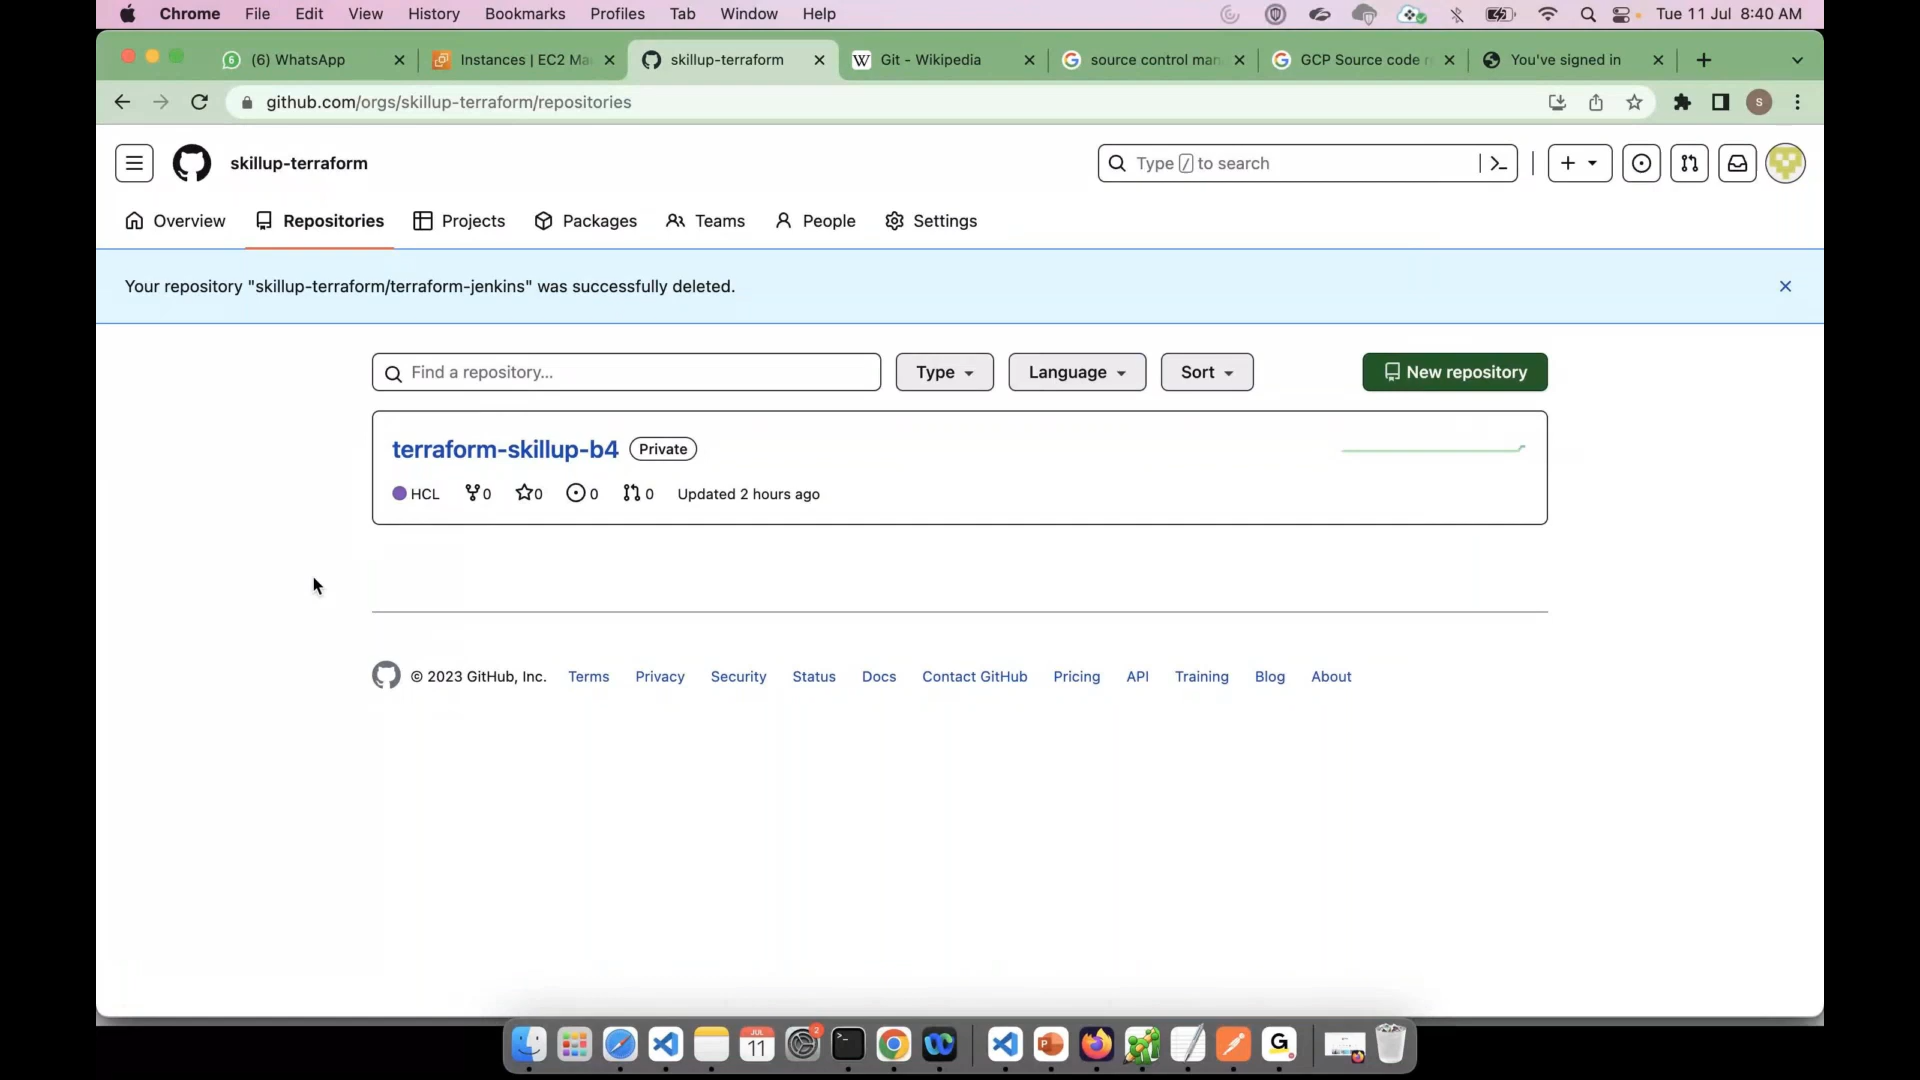 Chrome File Edit View History Bookmarks Profiles Tab Window Help Tue 11 Jul 8:40 AM
(6) WhatsApp Instances | EC2 Ma skillup-terraform Git - Wikipedia source control man GCP Source code r You've signed in
github.com/orgs/skillup-terraform/repositories s
skillup-terraform Type / to search
Overview Repositories Projects Packages Teams People Settings
Your repository "skillup-terraform/terraform-jenkins" was successfully deleted.
Find a repository... Type Language Sort New repository
terraform-skillup-b4 Private
HCL 0 0 0 0 Updated 2 hours ago
© 2023 GitHub, Inc. Terms Privacy Security Status Docs Contact GitHub Pricing API Training Blog About
JUL 2
11